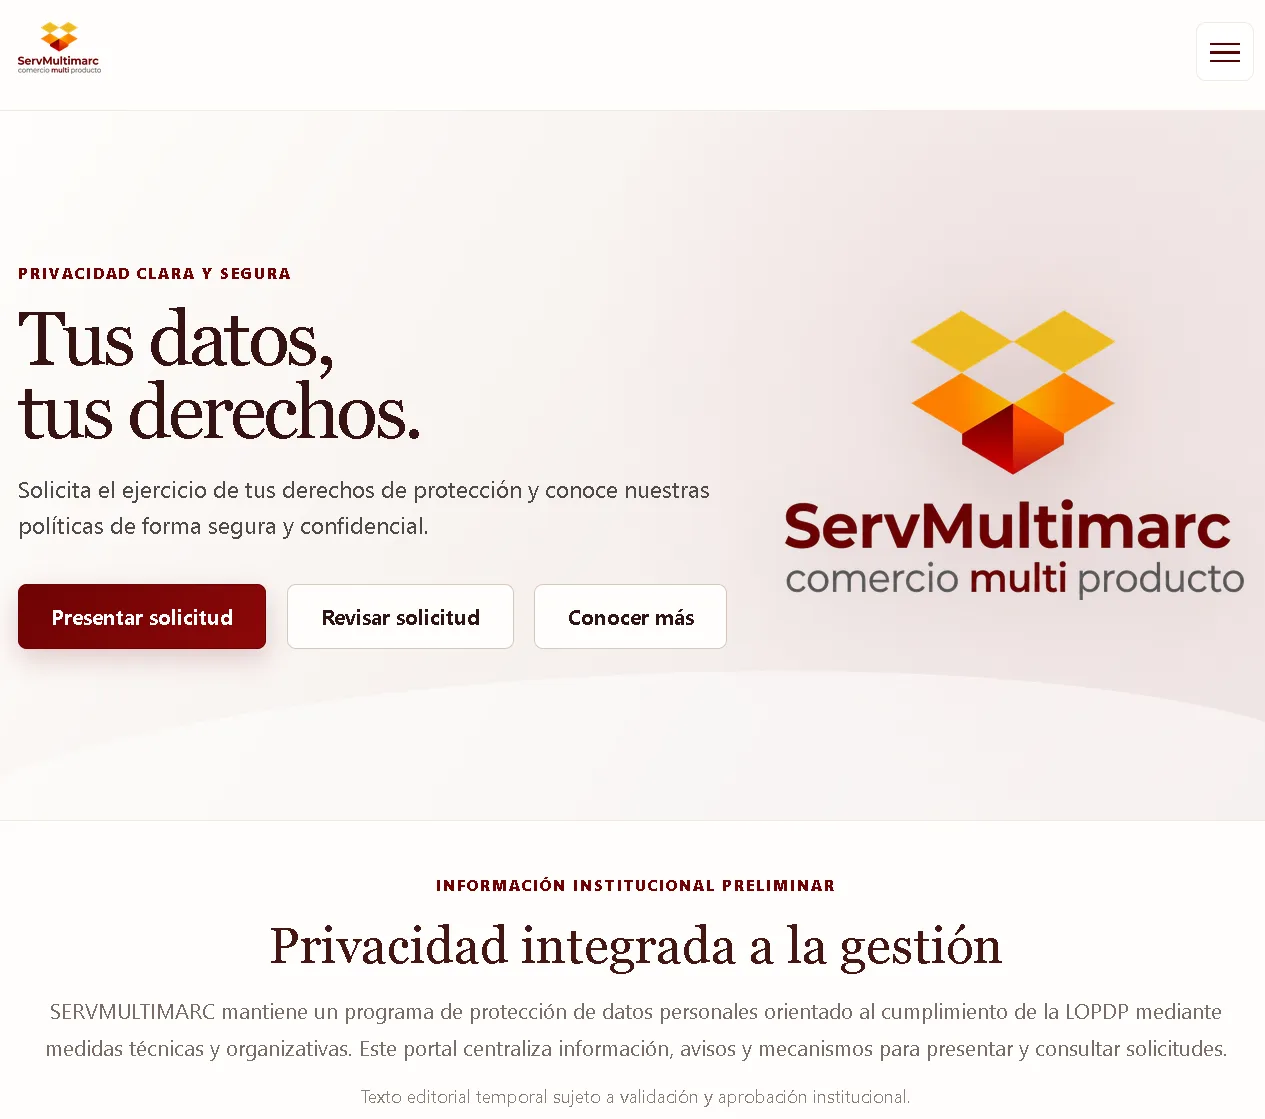 ServMultimarc
comercio multi producto
PRIVACIDAD CLARA Y SEGURA
Tus datos,
tus derechos.
Solicita el ejercicio de tus derechos de protección y conoce nuestras
políticas de forma segura y confidencial.
Presentar solicitud
Revisar solicitud
Conocer más
ServMultimarc
comercio multi producto
INFORMACIÓN INSTITUCIONAL PRELIMINAR
Privacidad integrada a la gestión
SERVMULTIMARC mantiene un programa de protección de datos personales orientado al cumplimiento de la LOPDP mediante
medidas técnicas y organizativas. Este portal centraliza información, avisos y mecanismos para presentar y consultar solicitudes.
Texto editorial temporal sujeto a validación y aprobación institucional.